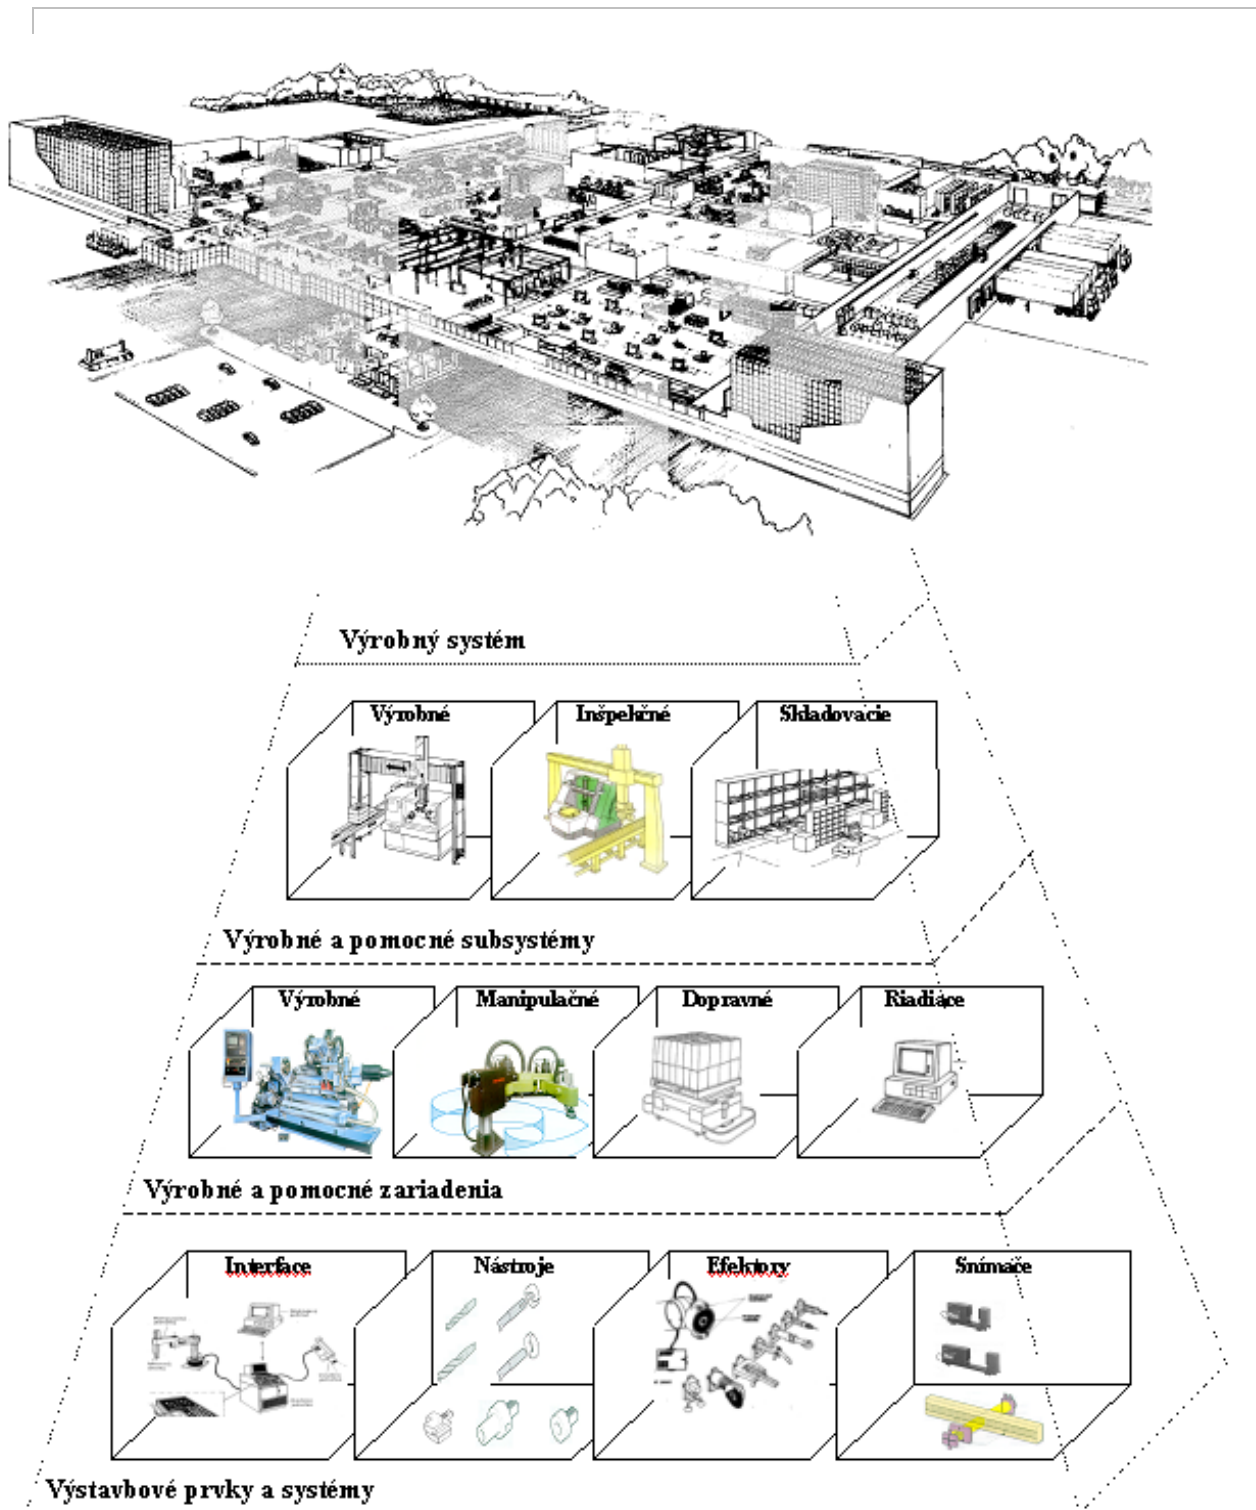 Výrobný systém
Výrobné
Inšpekčné
Skladovacie
Výrobné a pomocné subsystémy
Výrobné
Manipulačné
Dopravné
Riadiace
Výrobné a pomocné zariadenia
Interface
Nástroje
Efektory
Snímače
Výstavbové prvky a systémy